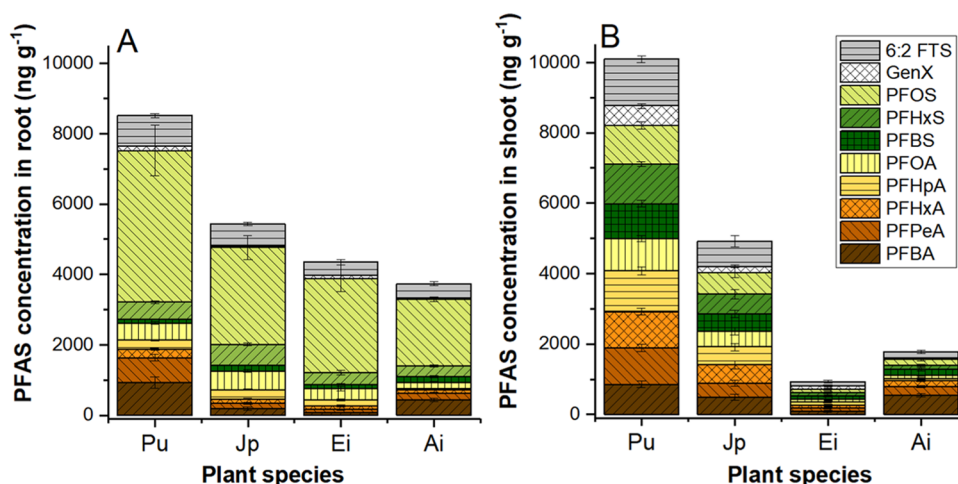 A
PFAS concentration in root (ng g⁻¹)
10000
8000
6000
4000
2000
0
Pu Jp Ei Ai
Plant species
B
PFAS concentration in shoot (ng g⁻¹)
10000
8000
6000
4000
2000
0
Pu Jp Ei Ai
Plant species
6:2 FTS
GenX
PFOS
PFHxS
PFBS
PFOA
PFHpA
PFHxA
PFPeA
PFBA